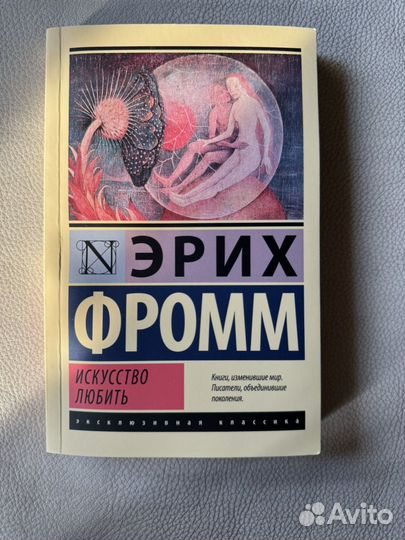 N ЭРИХ
ФРОММ
ИСКУССТВО
ЛЮБИТЬ
Книги, изменившие мир.
Писатели, объединившие
поколения.
эксклюзивная классика
Avito